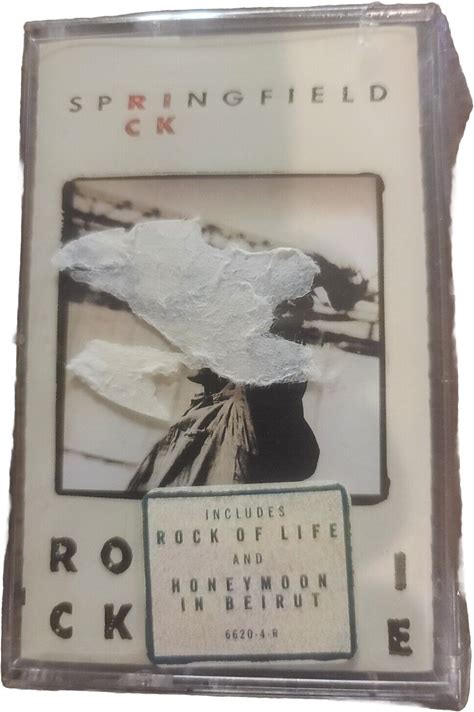 SPRINGFIELD
CK
INCLUDES
ROCK OF LIFE
AND
HONEYMOON
IN BEIRUT
6620-4-R
RO I
CK E